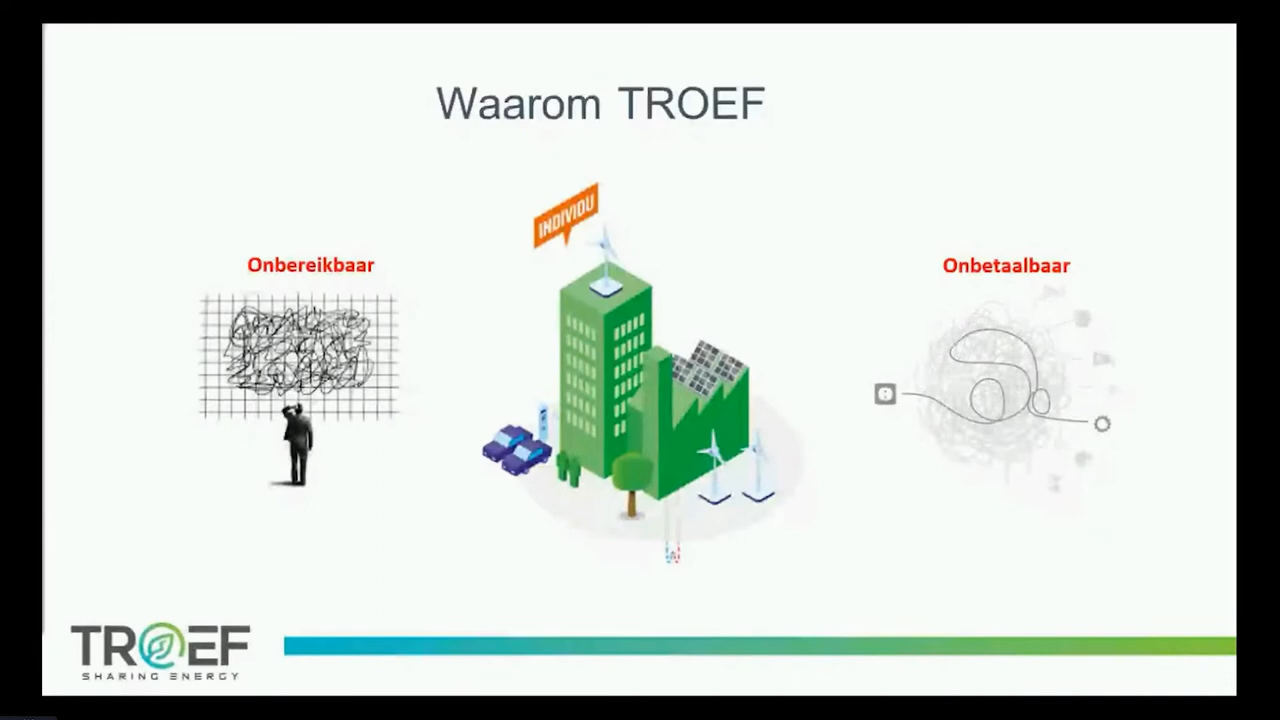 Waarom TROEF
INDIVIDU
Onbereikbaar
Onbetaalbaar
TROEF
SHARING ENERGY